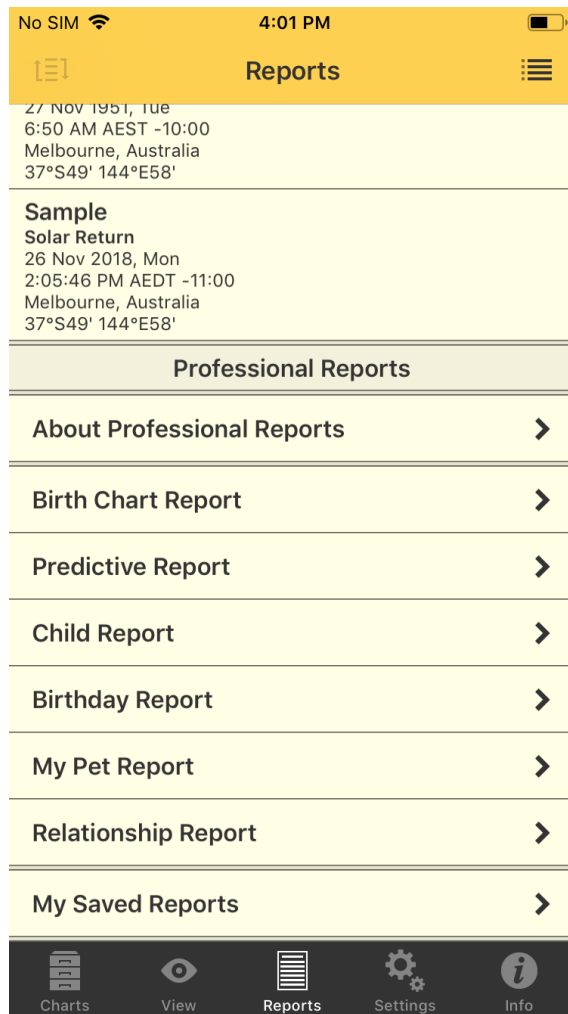 No SIM 4:01 PM
Reports
27 Nov 1951, Tue
6:50 AM AEST -10:00
Melbourne, Australia
37°S49' 144°E58'
Sample
Solar Return
26 Nov 2018, Mon
2:05:46 PM AEDT -11:00
Melbourne, Australia
37°S49' 144°E58'
Professional Reports
About Professional Reports
Birth Chart Report
Predictive Report
Child Report
Birthday Report
My Pet Report
Relationship Report
My Saved Reports
Charts View Reports Settings Info